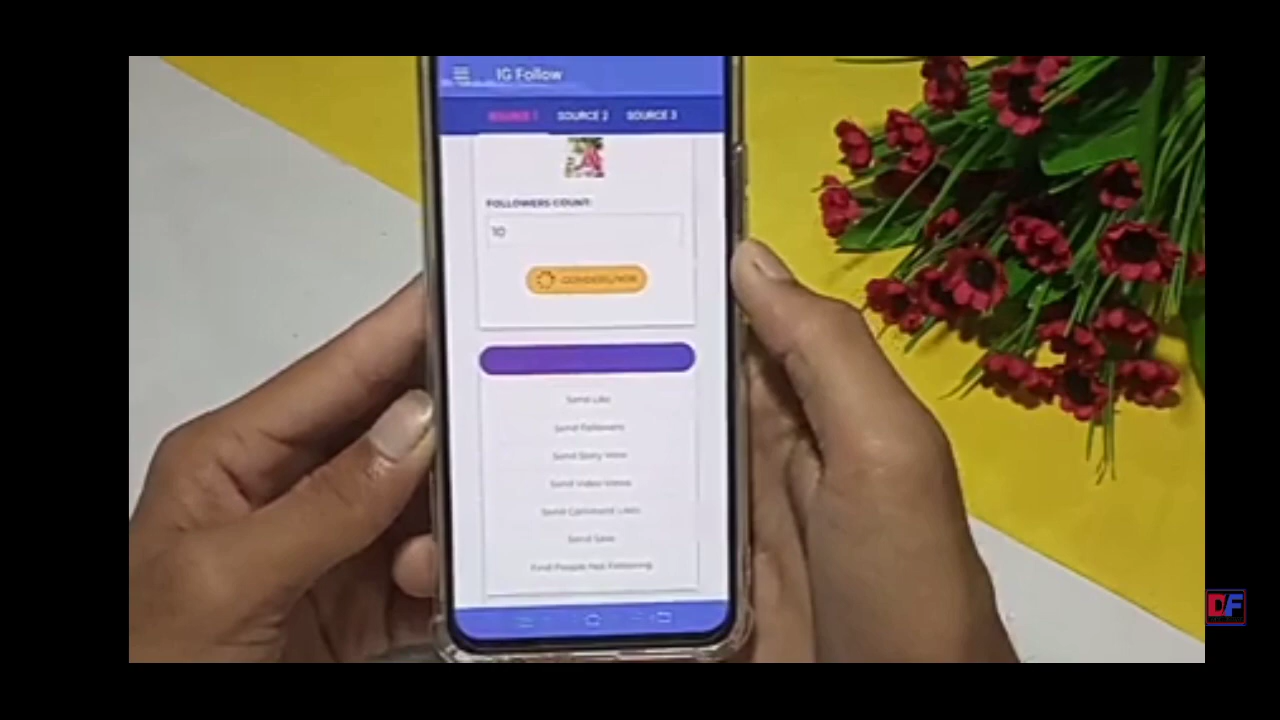 IG Follow
SOURCE 1 SOURCE 2 SOURCE 3
FOLLOWERS COUNT:
10
Send Like
Send Followers
Send Story View
Send Video Views
Send Comment Likes
Send Save
Find People Not Following
DF